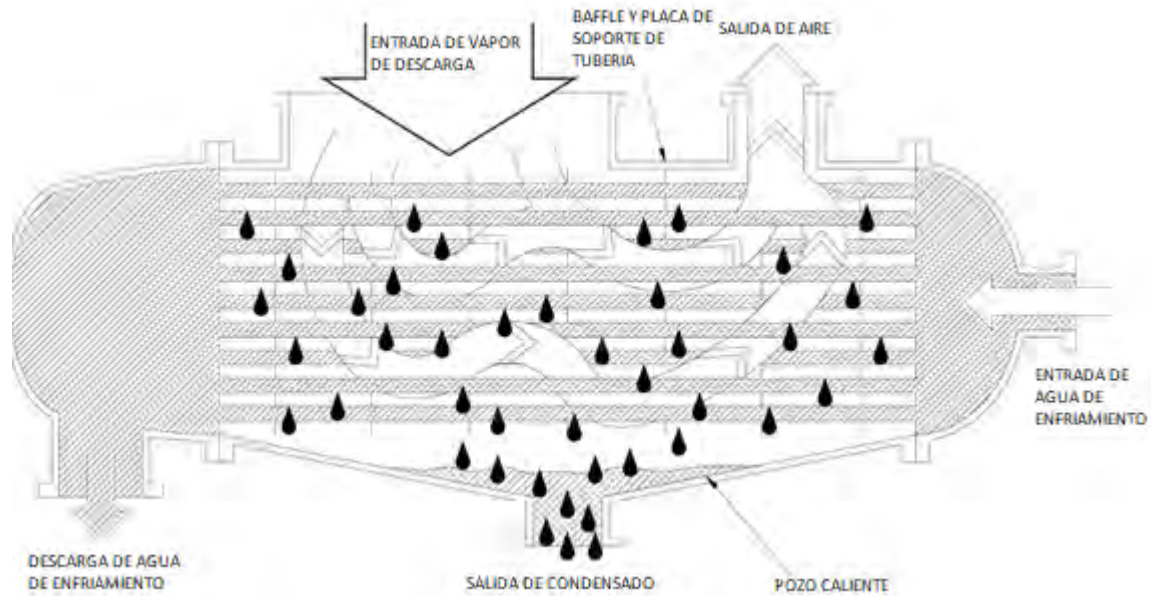 BAFFLE Y PLACA DE
SOPORTE DE
TUBERIA
SALIDA DE AIRE
ENTRADA DE VAPOR
DE DESCARGA
ENTRADA DE
AGUA DE
ENFRIAMIENTO
DESCARGA DE AGUA
DE ENFRIAMIENTO
SALIDA DE CONDENSADO
POZO CALIENTE